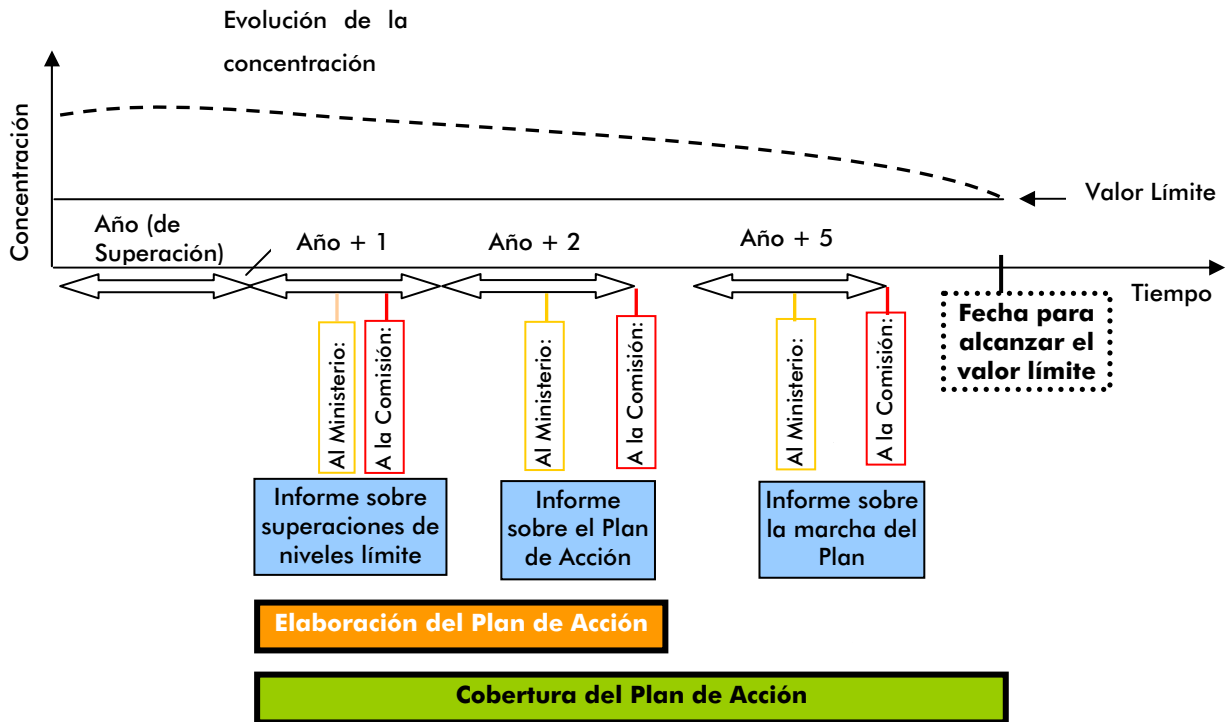 Evolución de la
concentración
Concentración
Valor Límite
Año (de
Superación)
Año + 1
Año + 2
Año + 5
Tiempo
Fecha para
alcanzar el
valor límite
Al Ministerio:
A la Comisión:
Al Ministerio:
A la Comisión:
Al Ministerio:
A la Comisión:
Informe sobre
superaciones de
niveles límite
Informe
sobre el Plan
de Acción
Informe sobre
la marcha del
Plan
Elaboración del Plan de Acción
Cobertura del Plan de Acción